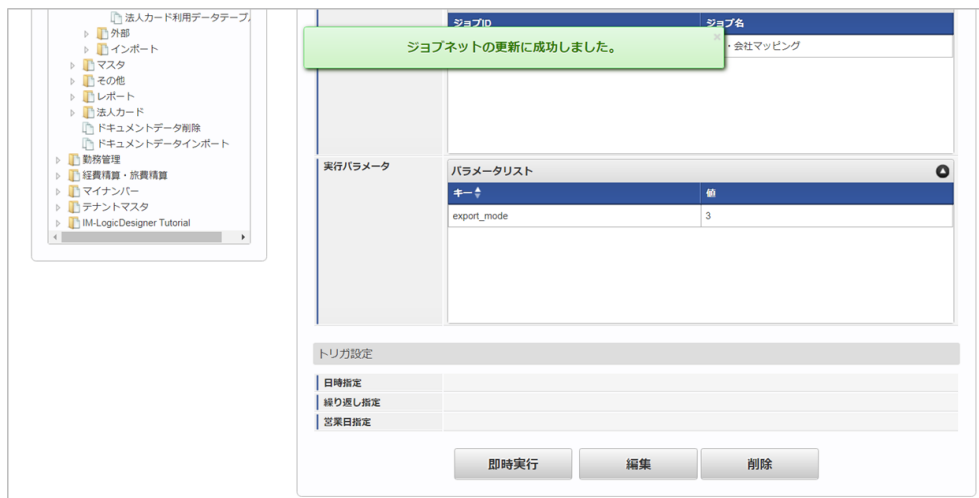 法人カード利用データテーブル
外部
インポート
マスタ
その他
レポート
法人カード
ドキュメントデータ削除
ドキュメントデータインポート
勤務管理
経費精算・旅費精算
マイナンバー
テナントマスタ
IM-LogicDesigner Tutorial
ジョブID ジョブ名
ジョブネットの更新に成功しました。
・会社マッピング
実行パラメータ
パラメータリスト
キー 値
export_mode 3
トリガ設定
日時指定
繰り返し指定
営業日指定
即時実行 編集 削除